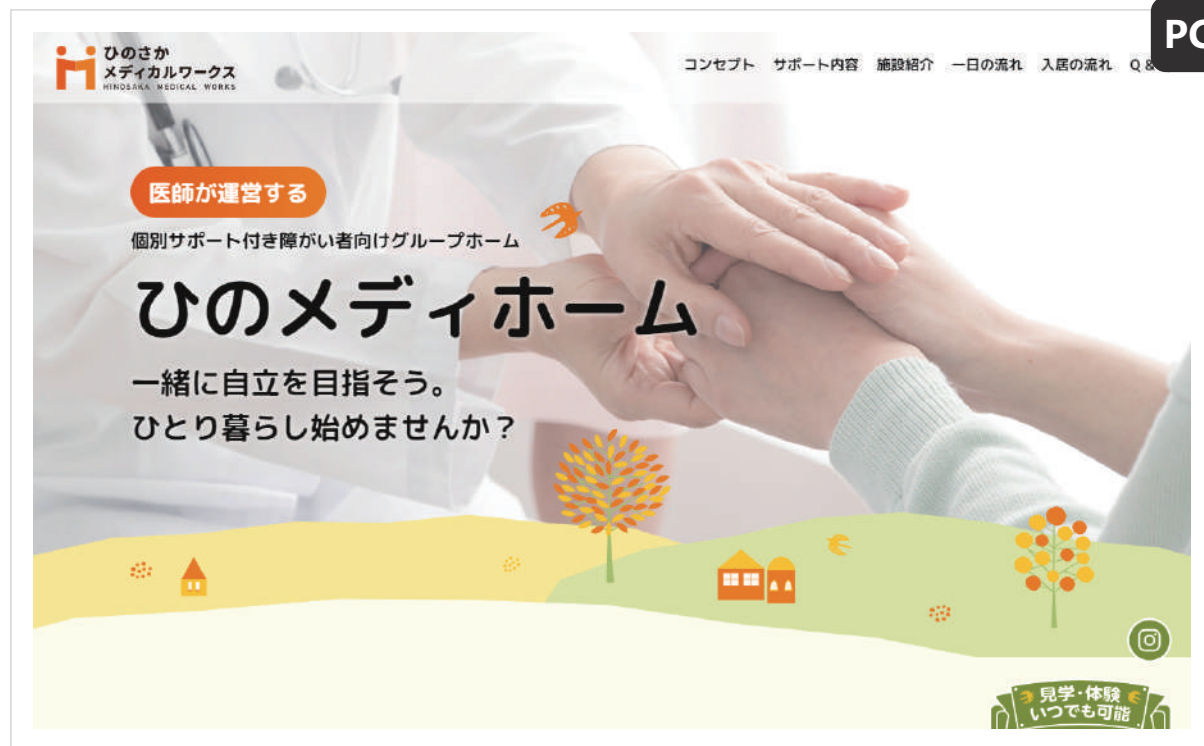 ひのさか
メディカルワークス
HINOSAKA MEDICAL WORKS
コンセプト サポート内容 施設紹介 一日の流れ 入居の流れ Q &
PC
医師が運営する
個別サポート付き障がい者向けグループホーム
ひのメディホーム
一緒に自立を目指そう。
ひとり暮らし始めませんか?
見学・体験
いつでも可能